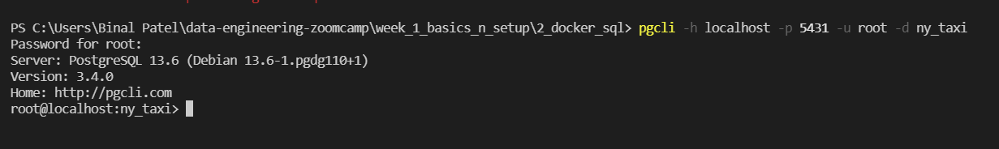 PS C:\Users\Binal Patel\data-engineering-zoomcamp\week_1_basics_n_setup\2_docker_sql> pgcli -h localhost -p 5431 -u root -d ny_taxi
Password for root:
Server: PostgreSQL 13.6 (Debian 13.6-1.pgdg110+1)
Version: 3.4.0
Home: http://pgcli.com
root@localhost:ny_taxi>